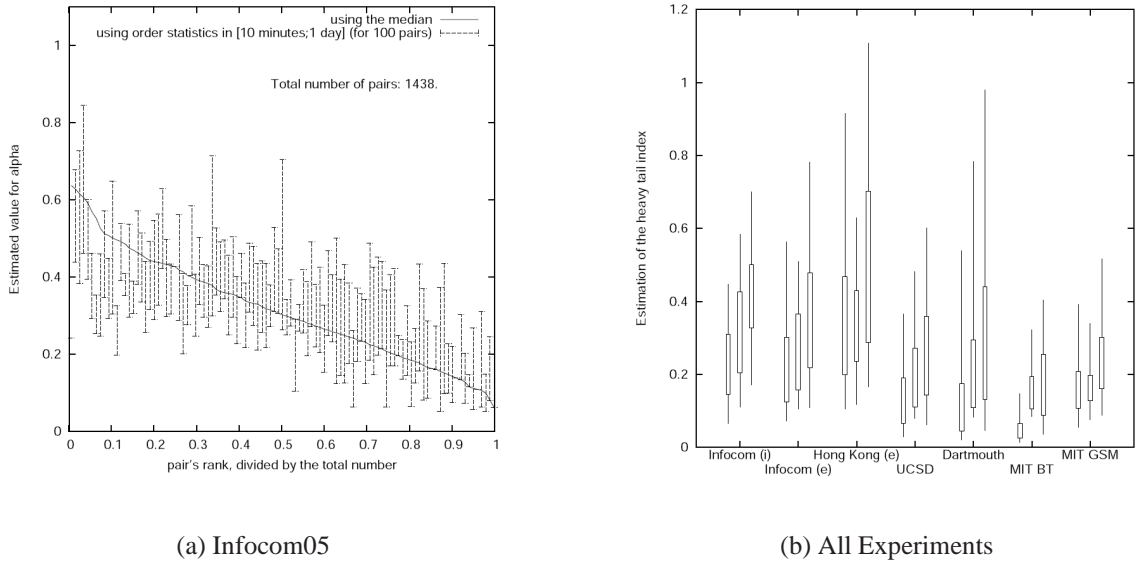 using the median
using order statistics in [10 minutes;1 day] (for 100 pairs)
Total number of pairs: 1438.
Estimated value for alpha
1
0.8
0.6
0.4
0.2
0
0 0.1 0.2 0.3 0.4 0.5 0.6 0.7 0.8 0.9 1
pair's rank, divided by the total number
(a) Infocom05
Estimation of the heavy tail index
1.2
1
0.8
0.6
0.4
0.2
0
Infocom (i) Hong Kong (e) Dartmouth MIT GSM
Infocom (e) UCSD MIT BT
(b) All Experiments